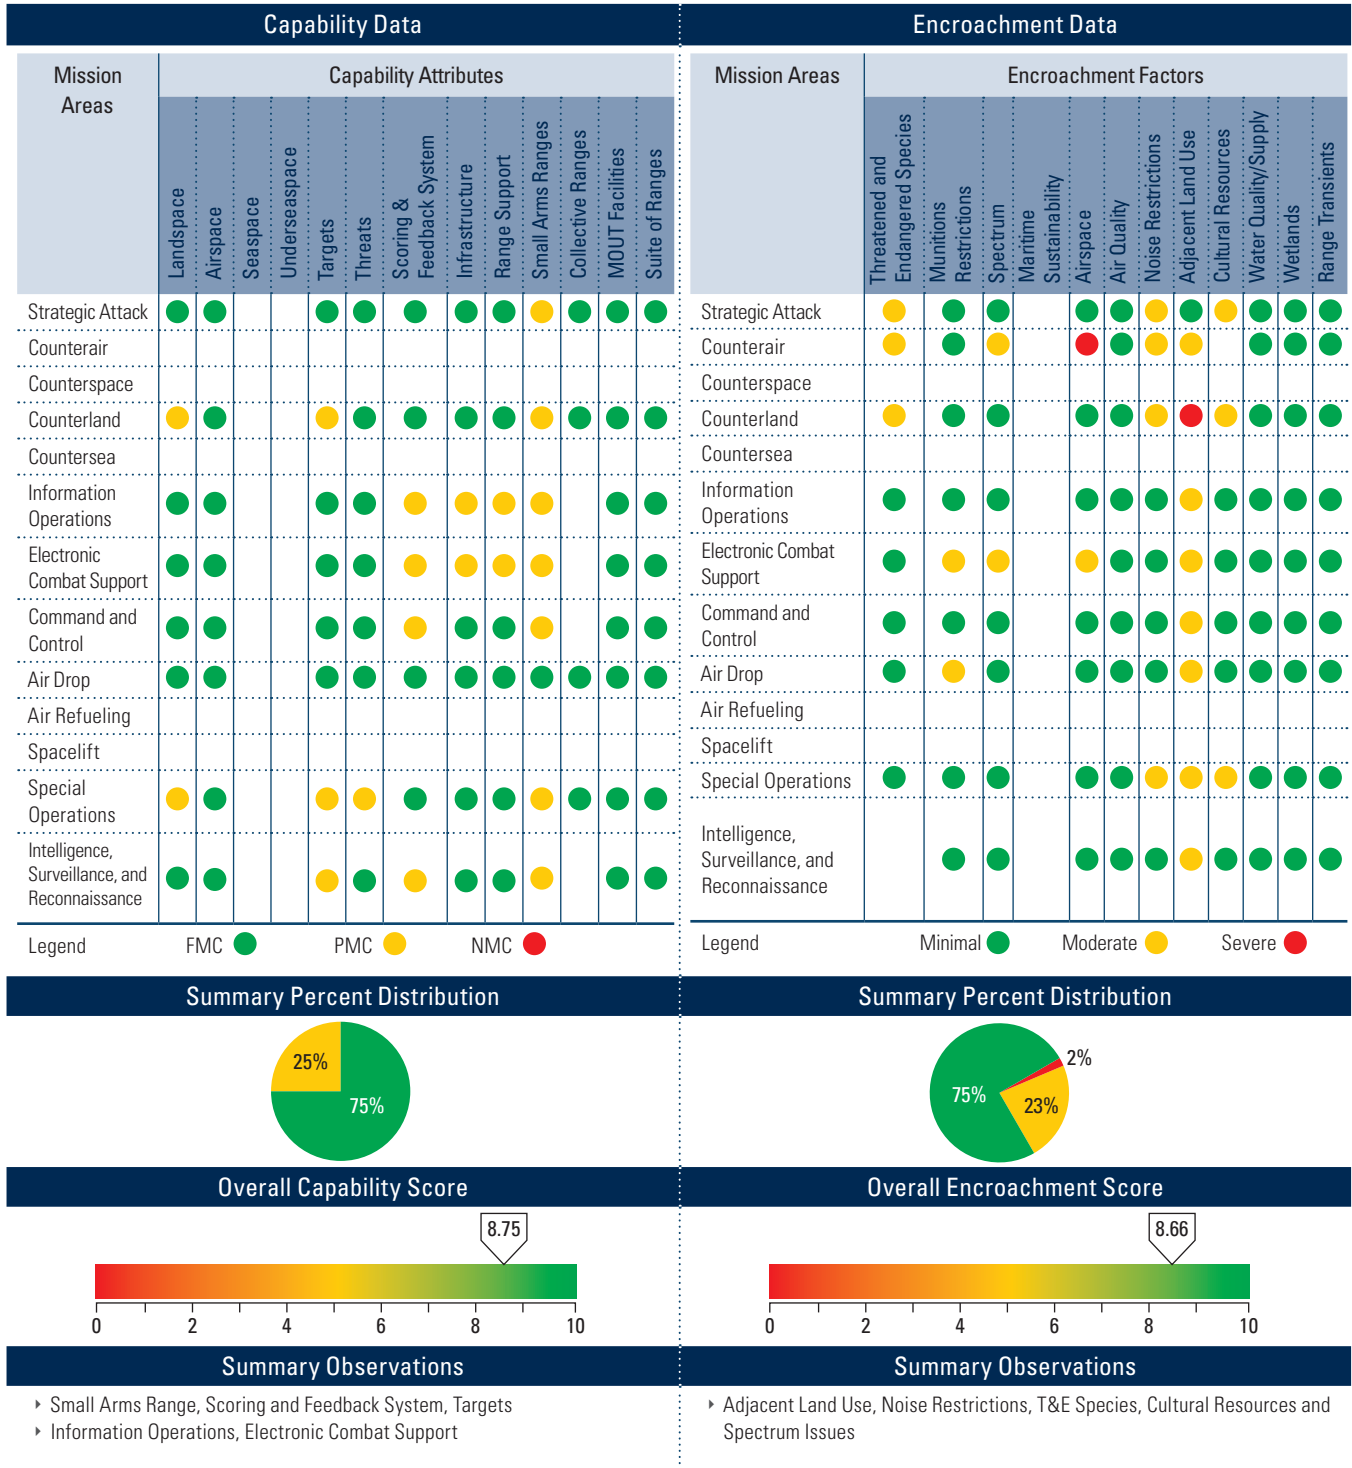 Capability Data
Mission
Areas
Capability Attributes
Landspace
Airspace
Seaspace
Underseaspace
Targets
Threats
Scoring &
Feedback System
Infrastructure
Range Support
Small Arms Ranges
Collective Ranges
MOUT Facilities
Suite of Ranges
Strategic Attack
Counterair
Counterspace
Counterland
Countersea
Information
Operations
Electronic
Combat Support
Command and
Control
Air Drop
Air Refueling
Spacelift
Special
Operations
Intelligence,
Surveillance, and
Reconnaissance
Legend FMC PMC NMC
Summary Percent Distribution
25%
75%
Overall Capability Score
8.75
0 2 4 6 8 10
Summary Observations
‣ Small Arms Range, Scoring and Feedback System, Targets
‣ Information Operations, Electronic Combat Support
Encroachment Data
Mission Areas
Encroachment Factors
Threatened and
Endangered Species
Munitions
Restrictions
Spectrum
Maritime
Sustainability
Airspace
Air Quality
Noise Restrictions
Adjacent Land Use
Cultural Resources
Water Quality/Supply
Wetlands
Range Transients
Strategic Attack
Counterair
Counterspace
Counterland
Countersea
Information
Operations
Electronic Combat
Support
Command and
Control
Air Drop
Air Refueling
Spacelift
Special Operations
Intelligence,
Surveillance, and
Reconnaissance
Legend Minimal Moderate Severe
Summary Percent Distribution
2%
75%
23%
Overall Encroachment Score
8.66
0 2 4 6 8 10
Summary Observations
‣ Adjacent Land Use, Noise Restrictions, T&E Species, Cultural Resources and
Spectrum Issues